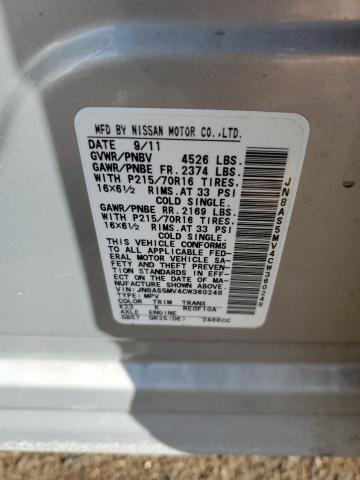 MFD BY NISSAN MOTOR CO.,LTD.
DATE 9/11
GVWR/PNBV 4526 LBS.
GAWR/PNBE FR. 2374 LBS.
WITH P215/70R16 TIRES,
16X6½ RIMS.AT 33 PSI
COLD SINGLE.
GAWR/PNBE RR. 2169 LBS.
WITH P215/70R16 TIRES,
16X6½ RIMS.AT 33 PSI
COLD SINGLE.
THIS VEHICLE CONFORMS
TO ALL APPLICABLE FED-
ERAL MOTOR VEHICLE SA-
FETY AND THEFT PREVENTION
STANDARDS IN EFFECT
ON THE DATE OF MA-
NUFACTURE SHOWN ABOVE.
VIN: JN8AS5MV4CW360248
TYPE: MPV
COLOR TRIM TRANS
K23 K RE0F10A
AXLE ENGINE
GB57 QR25(DE) 2488CC
JN8AS5MV4CW360248